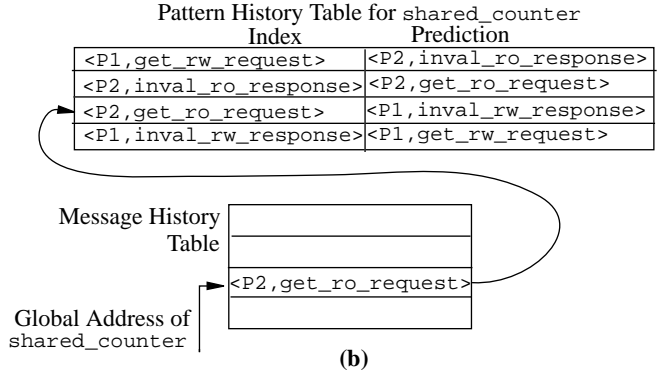 Pattern History Table for shared_counter
Index Prediction
<P1,get_rw_request> <P2,inval_ro_response>
<P2,inval_ro_response> <P2,get_ro_request>
<P2,get_ro_request> <P1,inval_rw_response>
<P1,inval_rw_response> <P1,get_rw_request>
Message History
Table
<P2,get_ro_request>
Global Address of
shared_counter
(b)